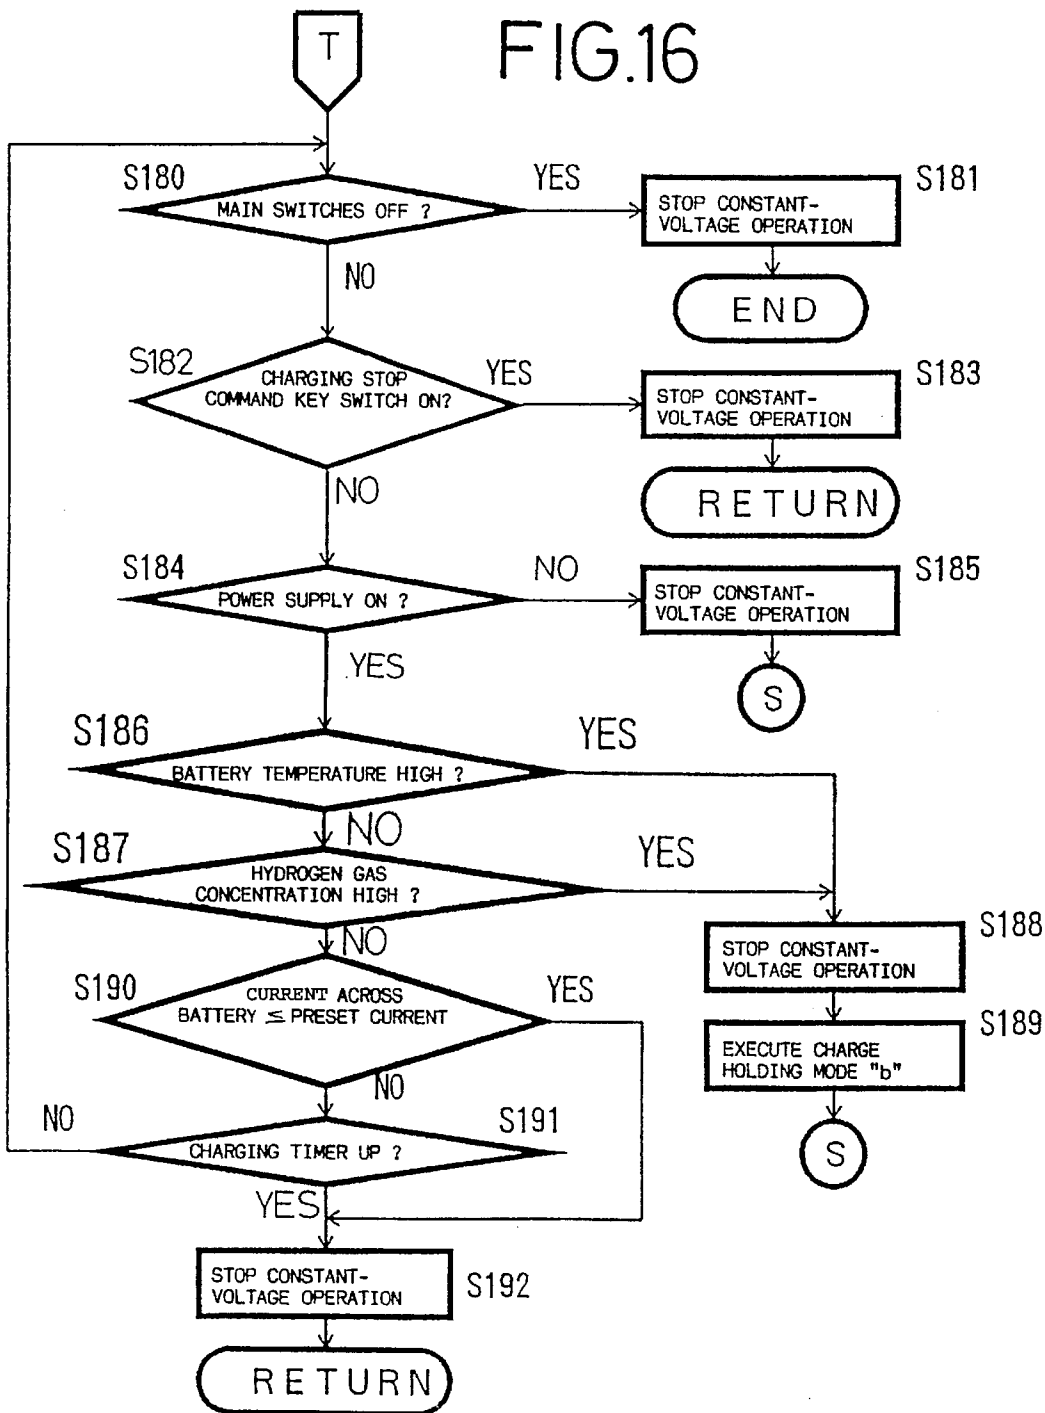 T
FIG.16
S180
YES
S181
MAIN SWITCHES OFF ?
STOP CONSTANT-
VOLTAGE OPERATION
NO
END
S182
CHARGING STOP
COMMAND KEY SWITCH ON?
YES
S183
STOP CONSTANT-
VOLTAGE OPERATION
NO
RETURN
S184
POWER SUPPLY ON ?
NO
S185
STOP CONSTANT-
VOLTAGE OPERATION
YES
S
S186
YES
BATTERY TEMPERATURE HIGH ?
NO
S187
YES
HYDROGEN GAS
CONCENTRATION HIGH ?
NO
S188
STOP CONSTANT-
VOLTAGE OPERATION
S190
CURRENT ACROSS
BATTERY ≤ PRESET CURRENT
YES
S189
EXECUTE CHARGE
HOLDING MODE "b"
NO
NO
S191
CHARGING TIMER UP ?
S
YES
STOP CONSTANT-
VOLTAGE OPERATION
S192
RETURN